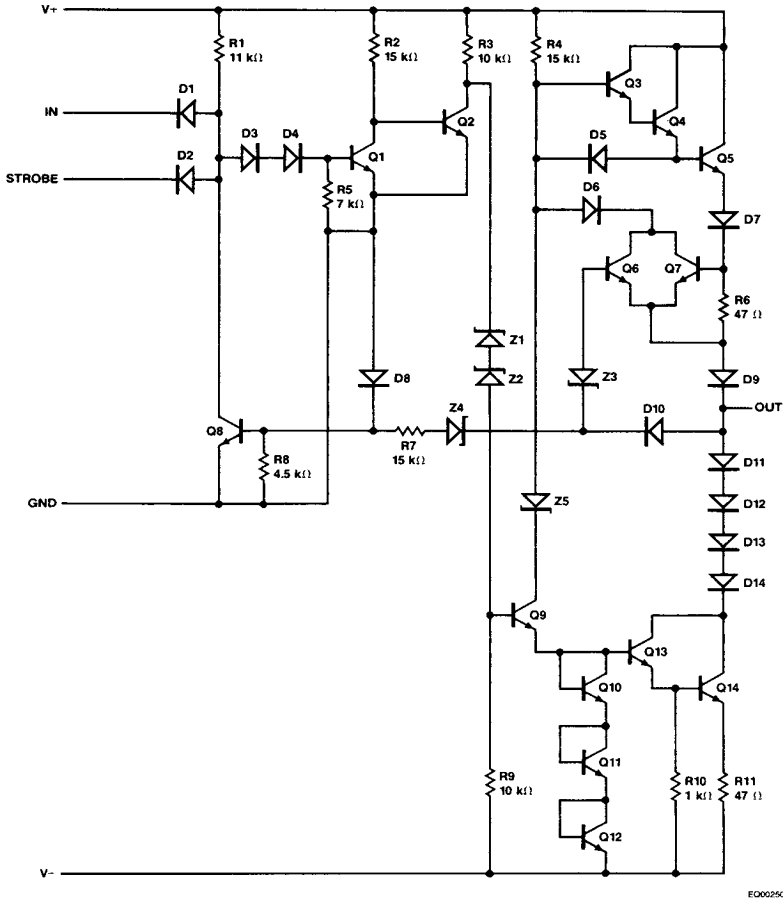 V+
R1
11 kΩ
R2
15 kΩ
R3
10 kΩ
R4
15 kΩ
Q3
Q4
D1
IN
Q2
D3
D4
Q1
D5
Q5
D2
STROBE
R5
7 kΩ
D6
D7
Q6
Q7
R6
47 Ω
Z1
Z2
D8
Z3
D9
OUT
Q8
Z4
D10
R7
15 kΩ
R8
4.5 kΩ
D11
GND
Z5
D12
D13
D14
Q9
Q13
Q10
Q14
Q11
R9
10 kΩ
R10
1 kΩ
R11
47 Ω
Q12
V-
EQ00250